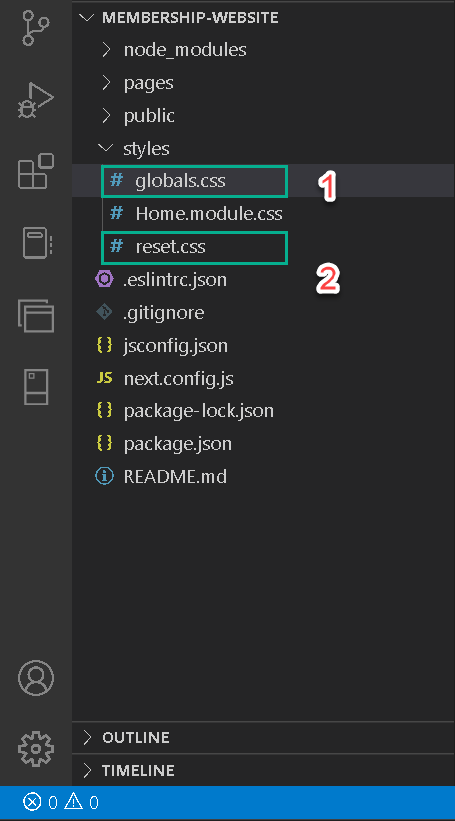 MEMBERSHIP-WEBSITE
node_modules
pages
public
styles
# globals.css 1
# Home.module.css
# reset.css
2
.eslintrc.json
.gitignore
{} jsconfig.json
JS next.config.js
{} package-lock.json
{} package.json
README.md
OUTLINE
TIMELINE
0 0